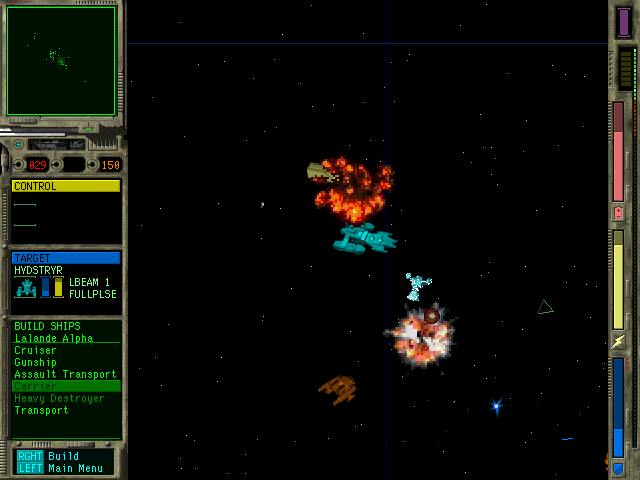 029 150
CONTROL
TARGET
HVDSTRYR
LBEAM 1
FULLPLSE
BUILD SHIPS
Lalande Alpha
Cruiser
Gunship
Assault Transport
Carrier
Heavy Destroyer
Transport
RGHT Build
LEFT Main Menu